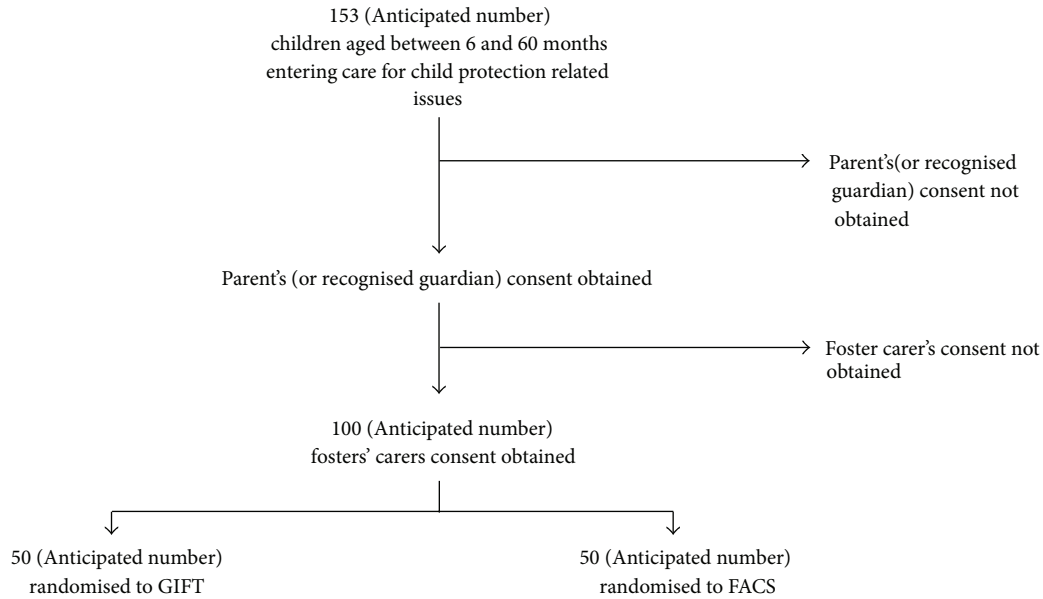 153 (Anticipated number)
children aged between 6 and 60 months
entering care for child protection related
issues
Parent's(or recognised
guardian) consent not
obtained
Parent's (or recognised guardian) consent obtained
Foster carer's consent not
obtained
100 (Anticipated number)
fosters' carers consent obtained
50 (Anticipated number)
randomised to GIFT
50 (Anticipated number)
randomised to FACS